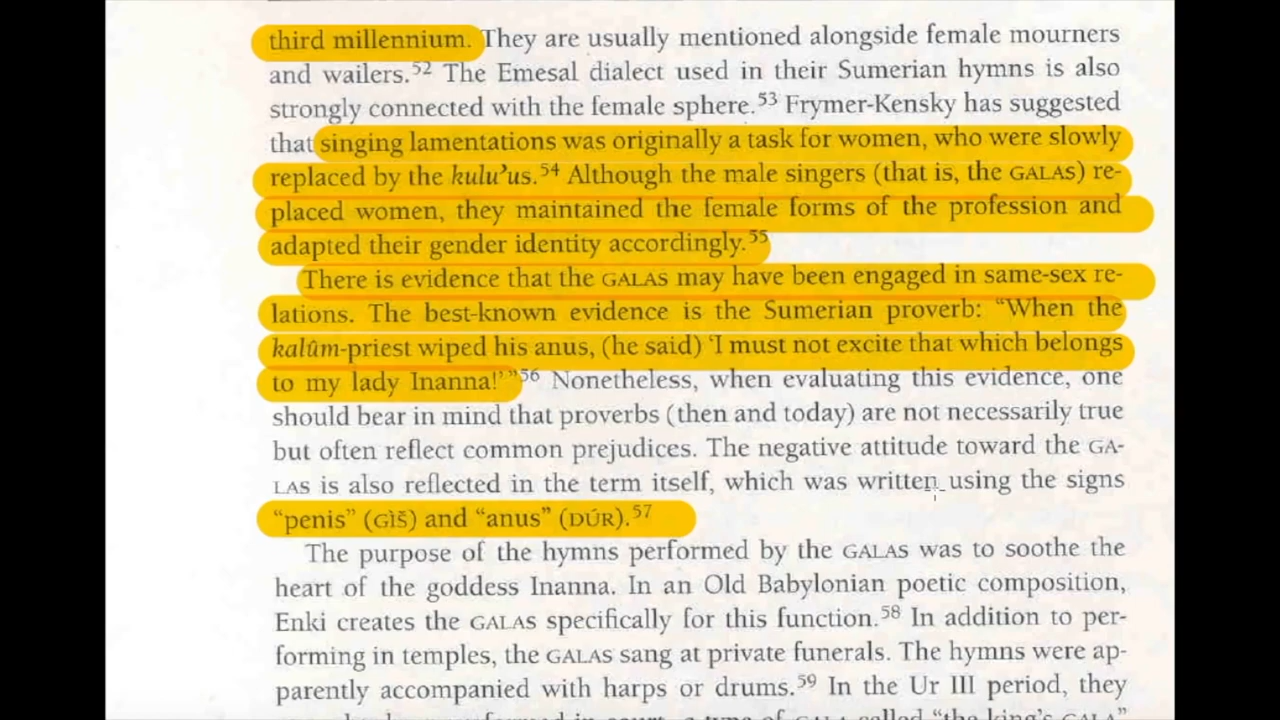 third millennium. They are usually mentioned alongside female mourners
and wailers.52 The Emesal dialect used in their Sumerian hymns is also
strongly connected with the female sphere.53 Frymer-Kensky has suggested
that singing lamentations was originally a task for women, who were slowly
replaced by the kulu’us.54 Although the male singers (that is, the GALAS) re-
placed women, they maintained the female forms of the profession and
adapted their gender identity accordingly.55
There is evidence that the GALAS may have been engaged in same-sex re-
lations. The best-known evidence is the Sumerian proverb: “When the
kalûm-priest wiped his anus, (he said) ‘I must not excite that which belongs
to my lady Inanna!’”56 Nonetheless, when evaluating this evidence, one
should bear in mind that proverbs (then and today) are not necessarily true
but often reflect common prejudices. The negative attitude toward the GA-
LAS is also reflected in the term itself, which was written using the signs
“penis” (GÌŠ) and “anus” (DÚR).57
The purpose of the hymns performed by the GALAS was to soothe the
heart of the goddess Inanna. In an Old Babylonian poetic composition,
Enki creates the GALAS specifically for this function.58 In addition to per-
forming in temples, the GALAS sang at private funerals. The hymns were ap-
parently accompanied with harps or drums.59 In the Ur III period, they
a type of GALA called “the king’s GALA”